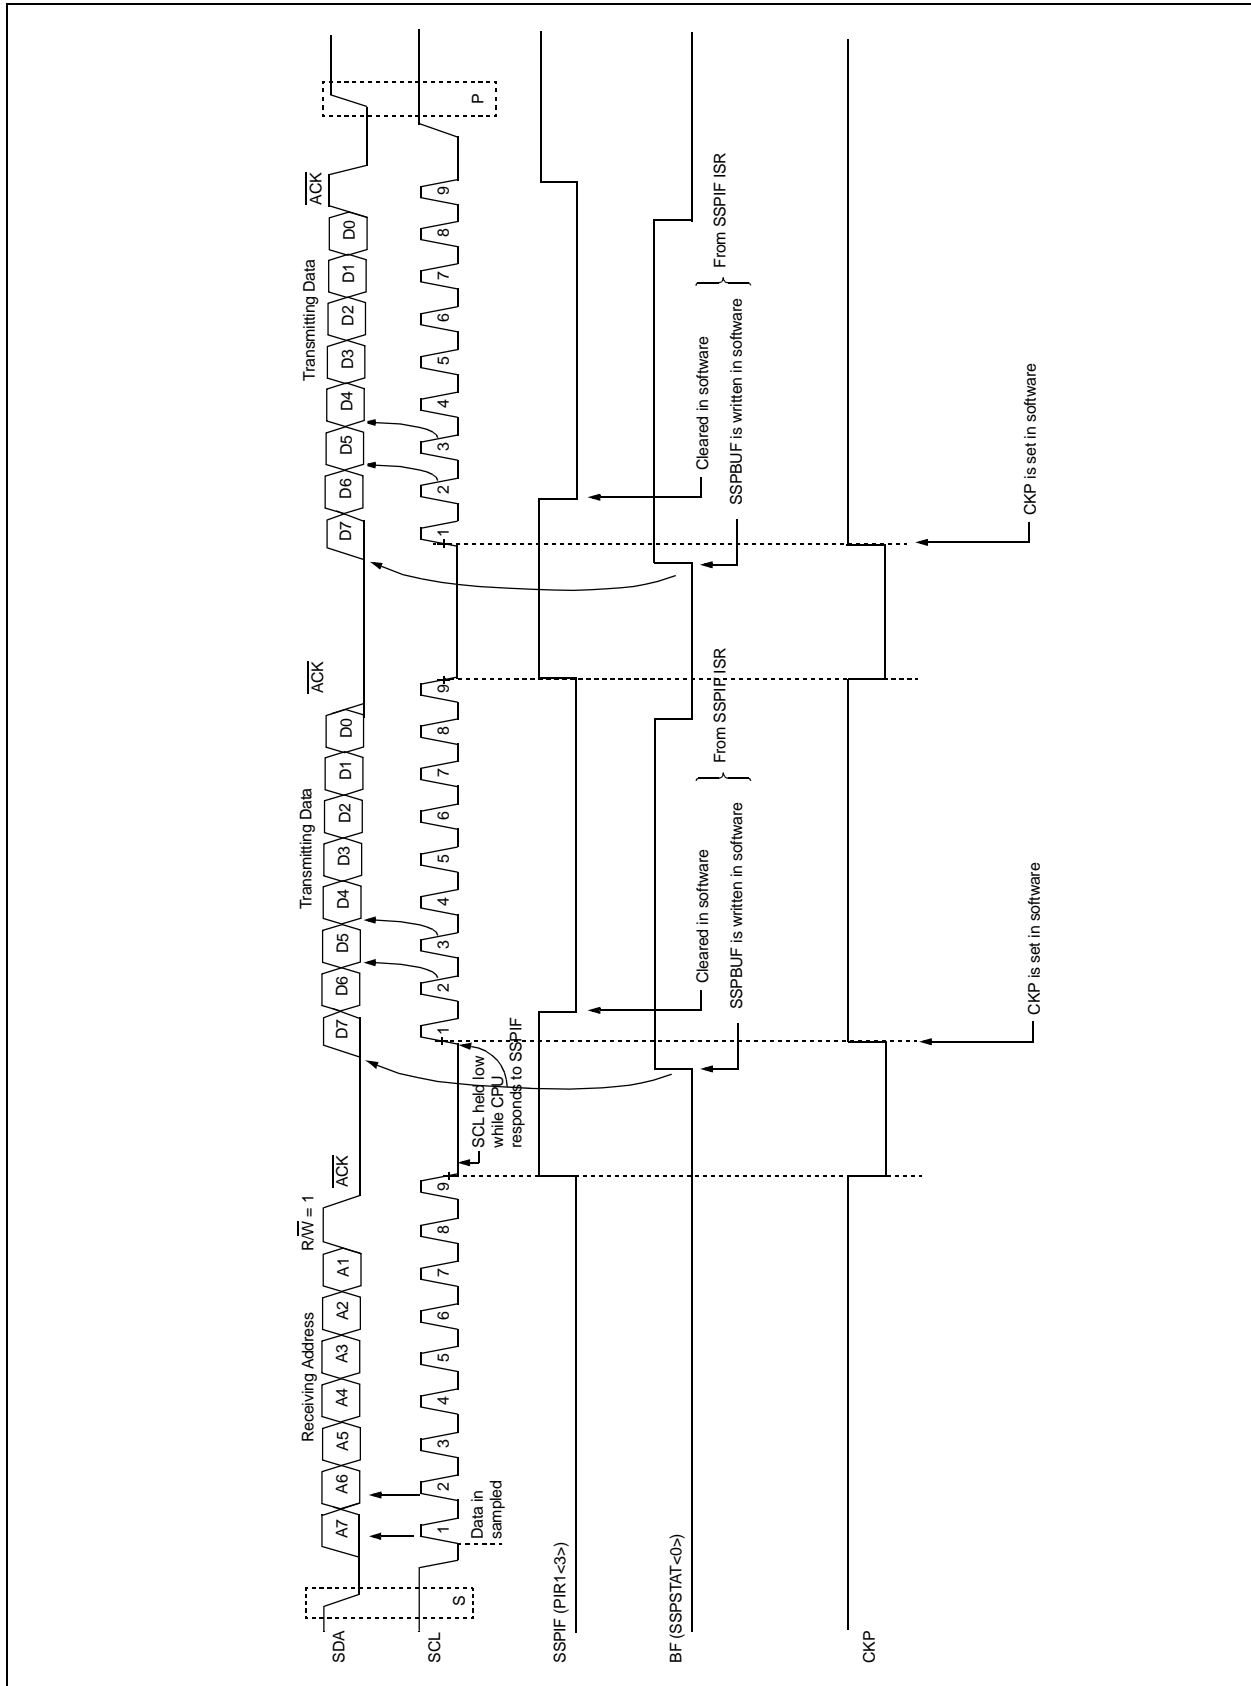 Receiving Address
R/W = 1
ACK
Transmitting Data
ACK
Transmitting Data
ACK
SDA
A7 A6 A5 A4 A3 A2 A1
D7 D6 D5 D4 D3 D2 D1 D0
D7 D6 D5 D4 D3 D2 D1 D0
SCL
1 2 3 4 5 6 7 8 9
1 2 3 4 5 6 7 8 9
1 2 3 4 5 6 7 8 9
S
P
Data in
sampled
SCL held low
while CPU
responds to SSPIF
SSPIF (PIR1<3>)
Cleared in software
Cleared in software
BF (SSPSTAT<0>)
From SSPIF ISR
From SSPIF ISR
SSPBUF is written in software
SSPBUF is written in software
CKP
CKP is set in software
CKP is set in software